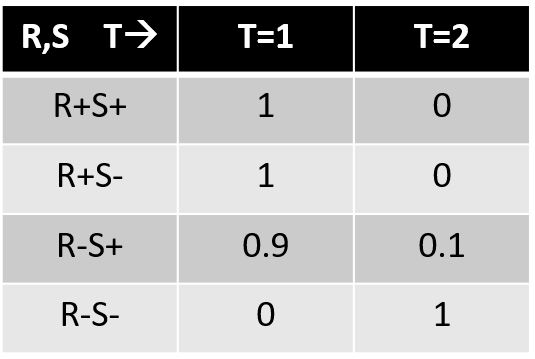 R,S T→ T=1 T=2
R+S+ 1 0
R+S- 1 0
R-S+ 0.9 0.1
R-S- 0 1